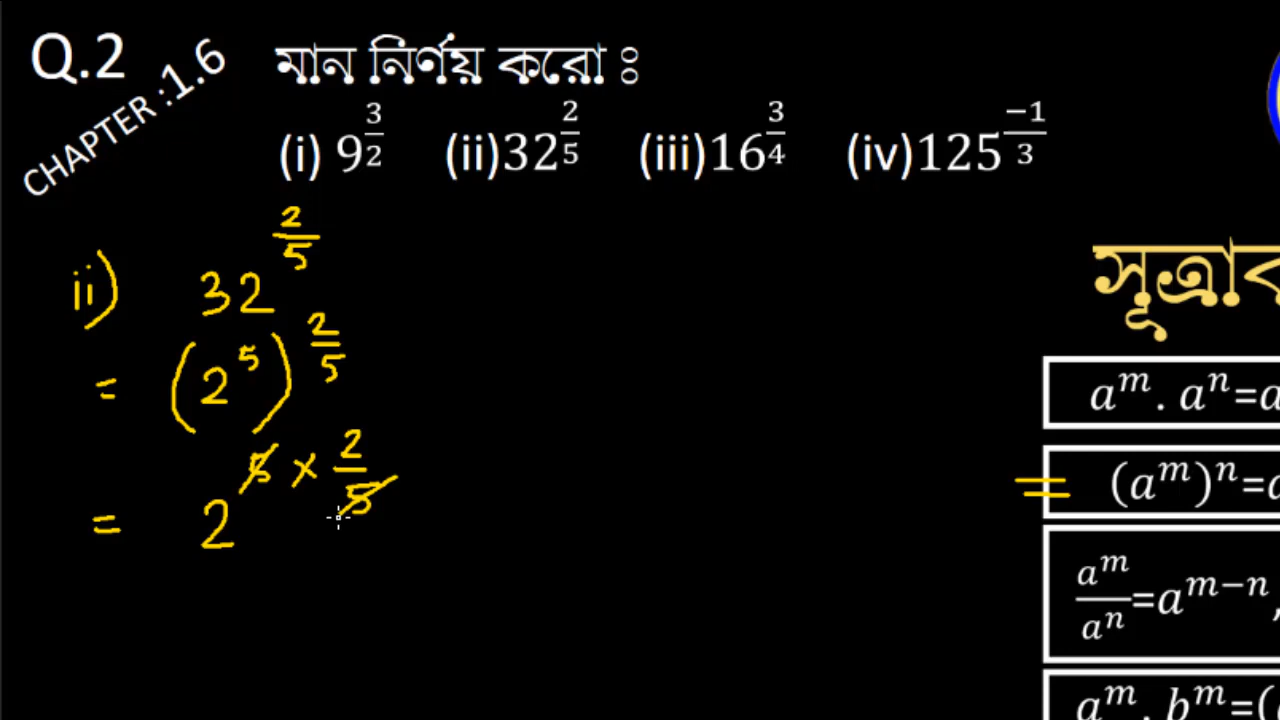 Q.2 মান নির্ণয় করো ঃ
CHAPTER :1.6
(i) 9^{3/2} (ii)32^{2/5} (iii)16^{3/4} (iv)125^{-1/3}
ii) 32^{2/5}
= (2^5)^{2/5}
= 2^{5 × 2/5}
সূত্রাব
a^m. a^n=a
= (a^m)^n=a
a^m/a^n=a^{m−n},
a^m. b^m=(